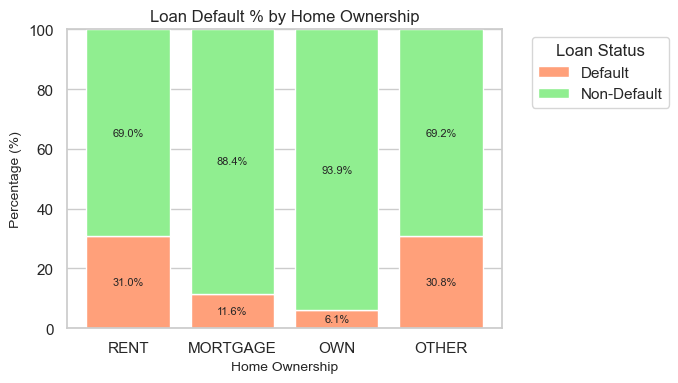 Loan Default % by Home Ownership
Percentage (%)
100
80
60
40
20
0
69.0%
88.4%
93.9%
69.2%
31.0%
11.6%
6.1%
30.8%
RENT
MORTGAGE
OWN
OTHER
Home Ownership
Loan Status
Default
Non-Default